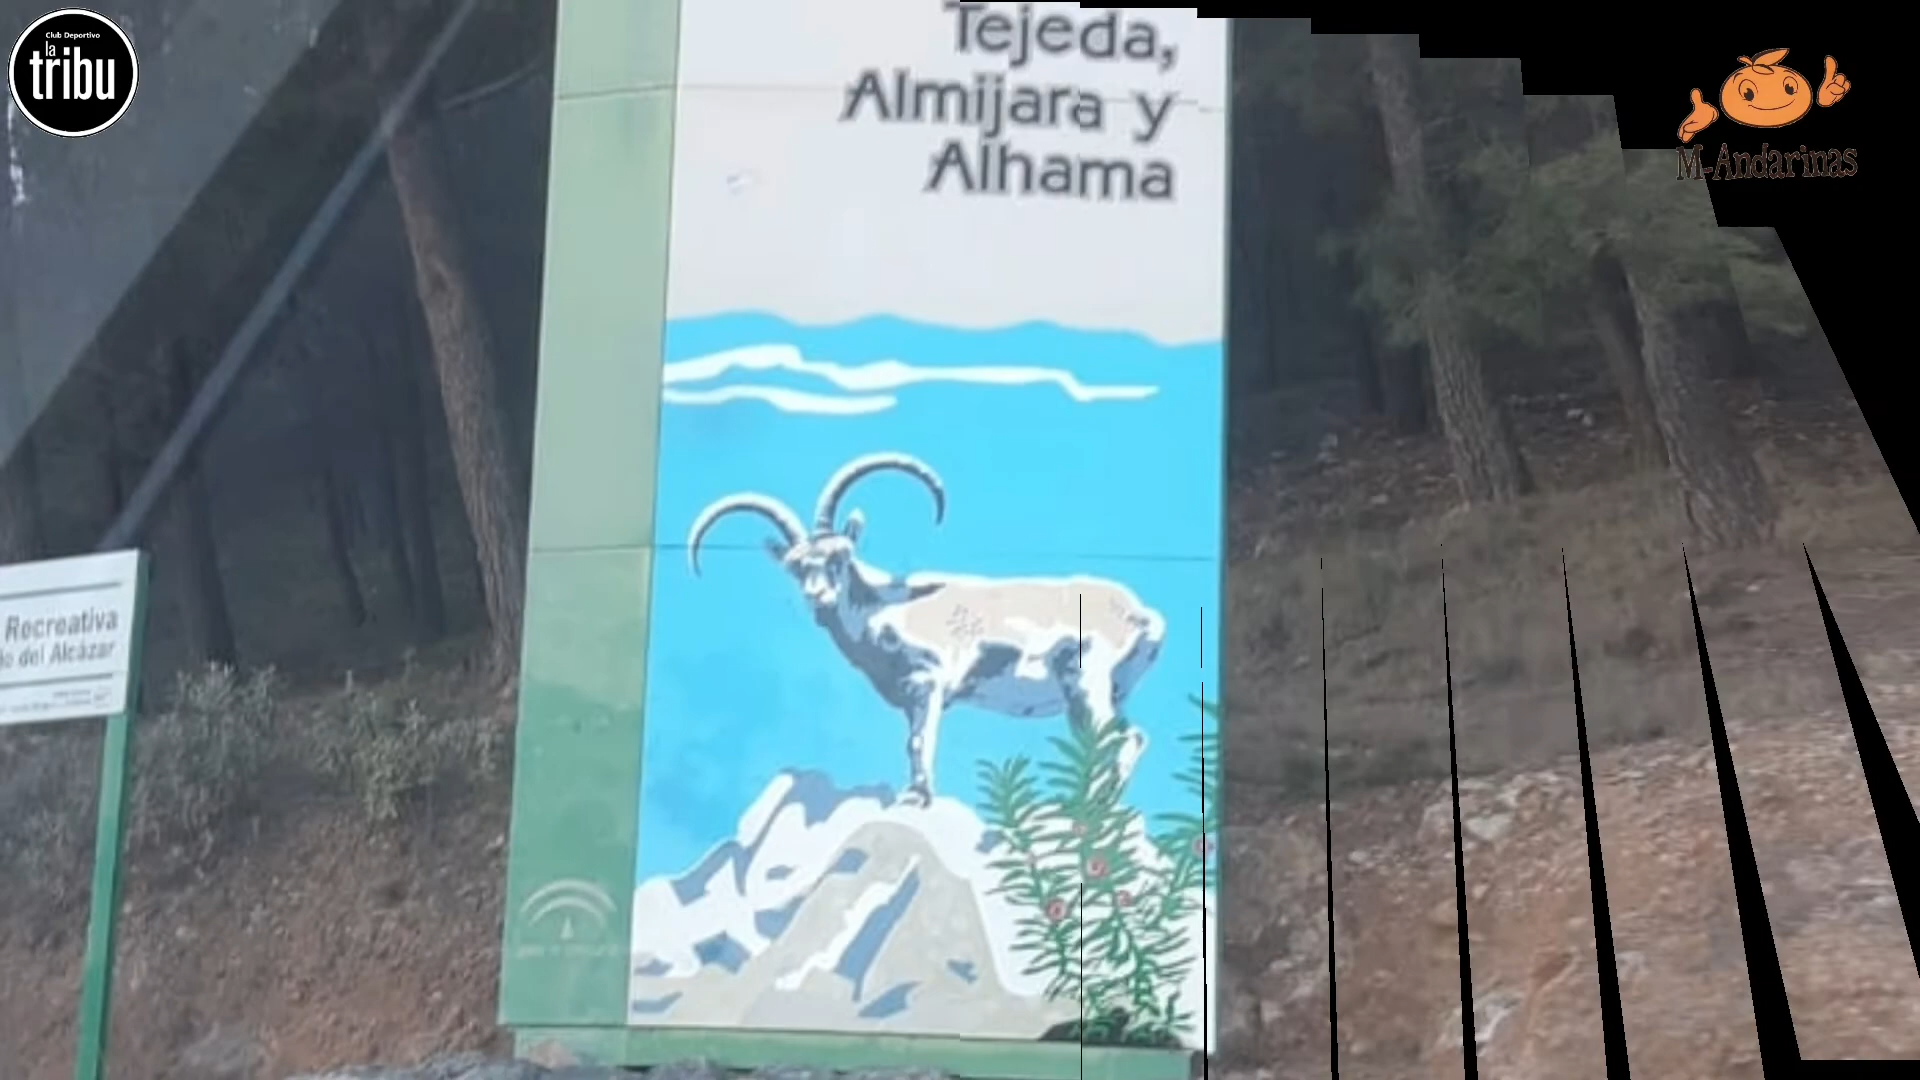 Club Deportivo
la
tribu
Tejeda,
Almijara y
Alhama
M-Andarinas
Recreativa
del Alcázar